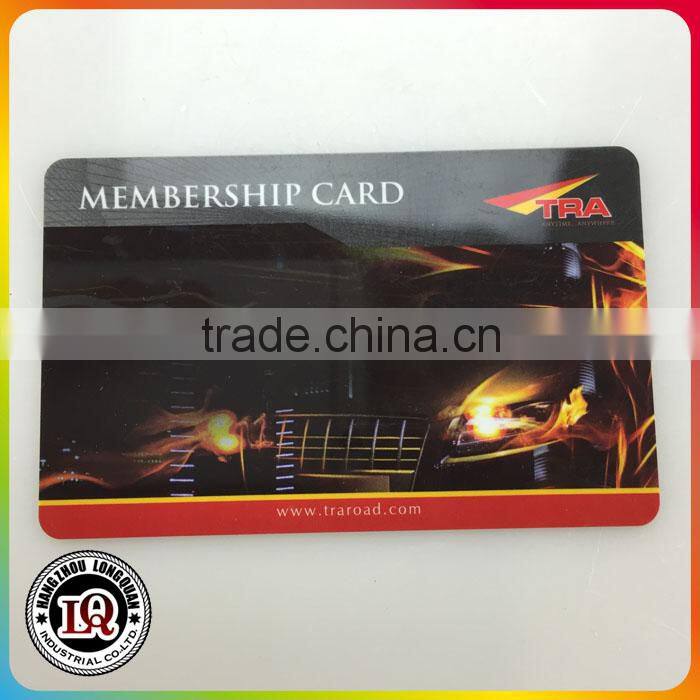 MEMBERSHIP CARD
TRA
ANYTIME. ANYWHERE.
trade.china.cn
www.traroad.com
HANGZHOU LONGQUAN
LQ
INDUSTRIAL CO.,LTD.